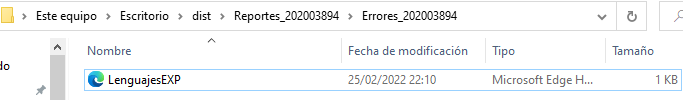 Este equipo > Escritorio > dist > Reportes_202003894 > Errores_202003894
do
Nombre Fecha de modificación Tipo Tamaño
LenguajesEXP 25/02/2022 22:10 Microsoft Edge H... 1 KB